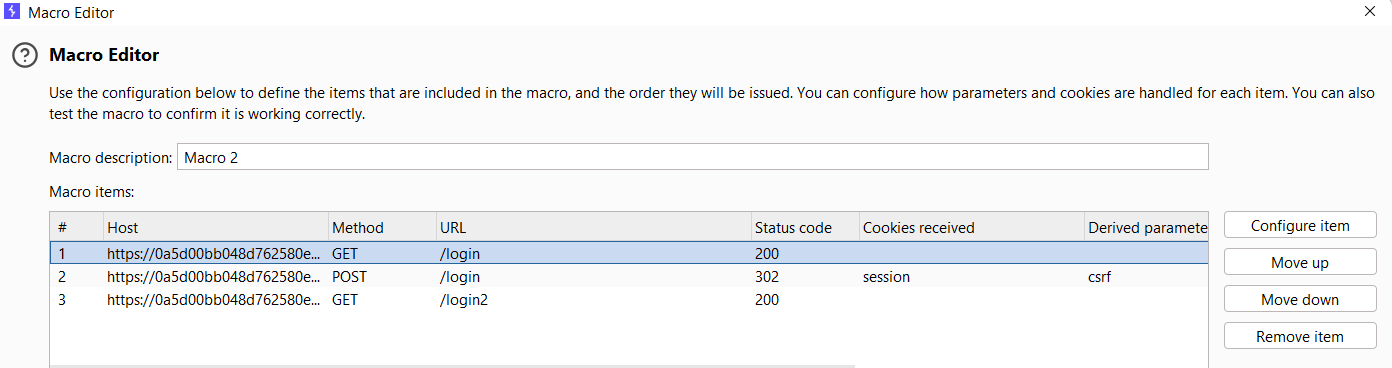 Macro Editor
Macro Editor
Use the configuration below to define the items that are included in the macro, and the order they will be issued. You can configure how parameters and cookies are handled for each item. You can also
test the macro to confirm it is working correctly.
Macro description: Macro 2
Macro items:
# Host Method URL Status code Cookies received Derived paramete
1 https://0a5d00bb048d762580e... GET /login 200
2 https://0a5d00bb048d762580e... POST /login 302 session csrf
3 https://0a5d00bb048d762580e... GET /login2 200
Configure item
Move up
Move down
Remove item